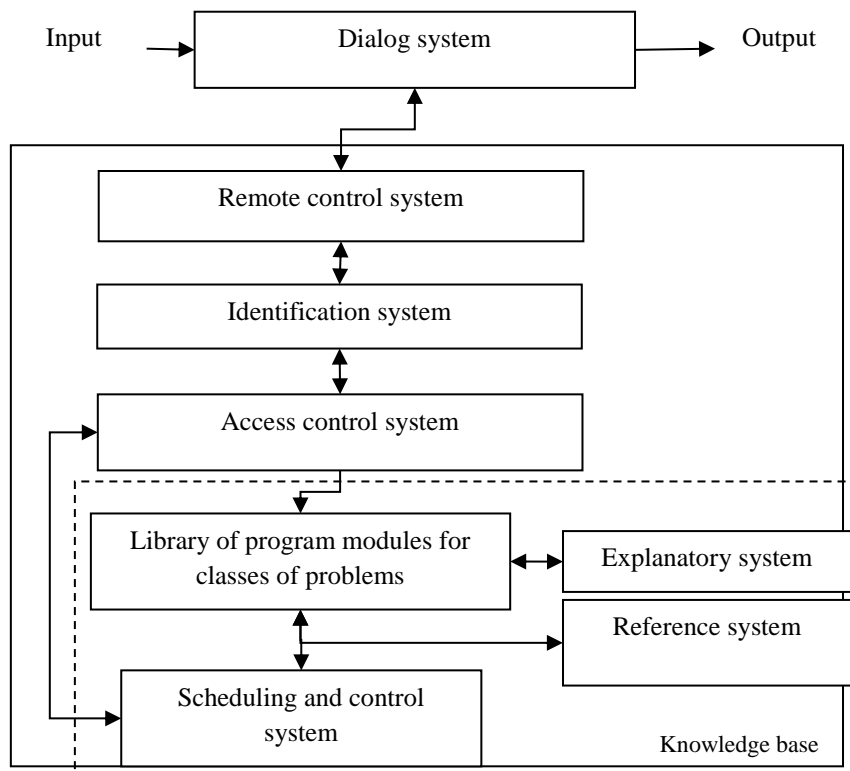 Input
Dialog system
Output
Remote control system
Identification system
Access control system
Library of program modules for
classes of problems
Explanatory system
Reference system
Scheduling and control
system
Knowledge base